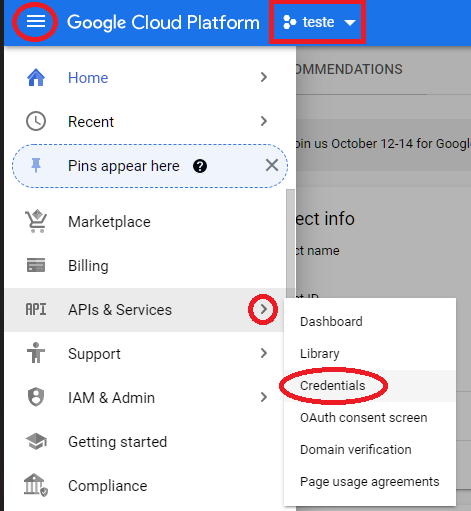 Google Cloud Platform
teste
Home
OMMENDATIONS
Recent
oin us October 12-14 for Goog
Pins appear here ?
ect info
Marketplace
ect name
Billing
API APIs & Services
Dashboard
Library
Support
Credentials
IAM & Admin
OAuth consent screen
Getting started
Domain verification
Compliance
Page usage agreements